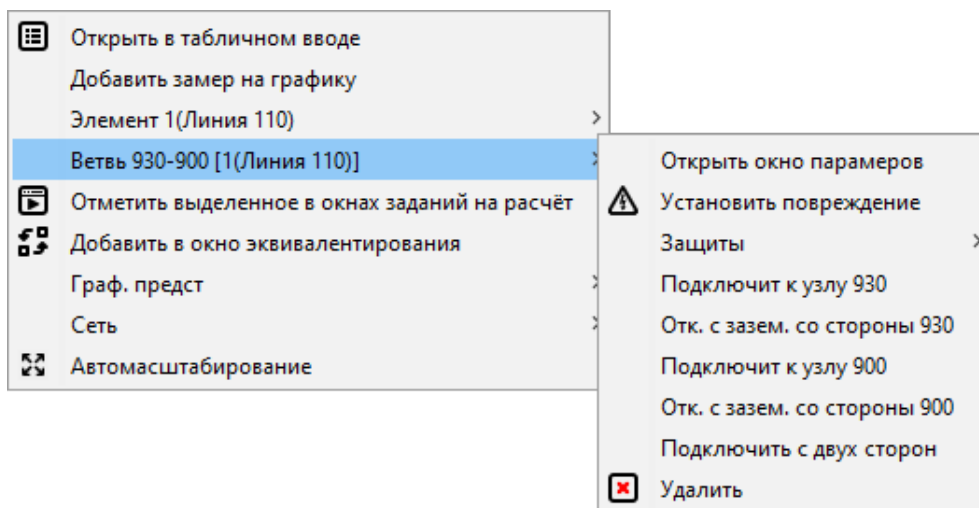 Открыть в табличном вводе
Добавить замер на графику
Элемент 1(Линия 110)
Ветвь 930-900 [1(Линия 110)]
Отметить выделенное в окнах заданий на расчёт
Добавить в окно эквивалентирования
Граф. предст
Сеть
Автомасштабирование
Открыть окно парамеров
Установить повреждение
Защиты
Подключит к узлу 930
Отк. с зазем. со стороны 930
Подключит к узлу 900
Отк. с зазем. со стороны 900
Подключить с двух сторон
Удалить